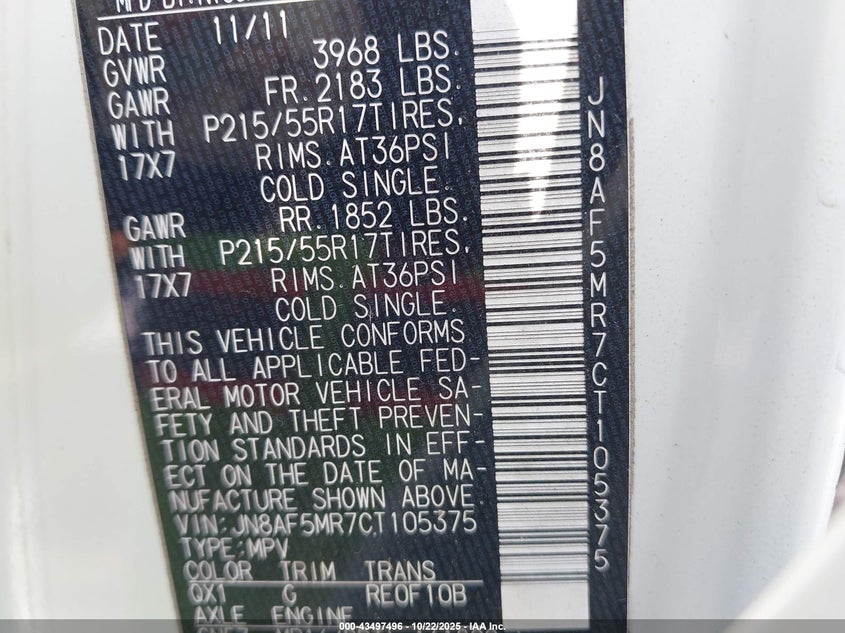 DATE 11/11
GVWR 3968 LBS.
GAWR FR. 2183 LBS.
WITH P215/55R17TIRES,
17X7 RIMS. AT36PSI
COLD SINGLE.
GAWR RR. 1852 LBS.
WITH P215/55R17TIRES,
17X7 RIMS. AT36PSI
COLD SINGLE.
THIS VEHICLE CONFORMS
TO ALL APPLICABLE FED-
ERAL MOTOR VEHICLE SA-
FETY AND THEFT PREVEN-
TION STANDARDS IN EFF-
ECT ON THE DATE OF MA-
NUFACTURE SHOWN ABOVE
VIN:JN8AF5MR7CT105375
TYPE:MPV
COLOR TRIM TRANS
QX1 G RE0F10B
AXLE ENGINE
JN8AF5MR7CT105375
000-43497496 - 10/22/2025 - IAA Inc.